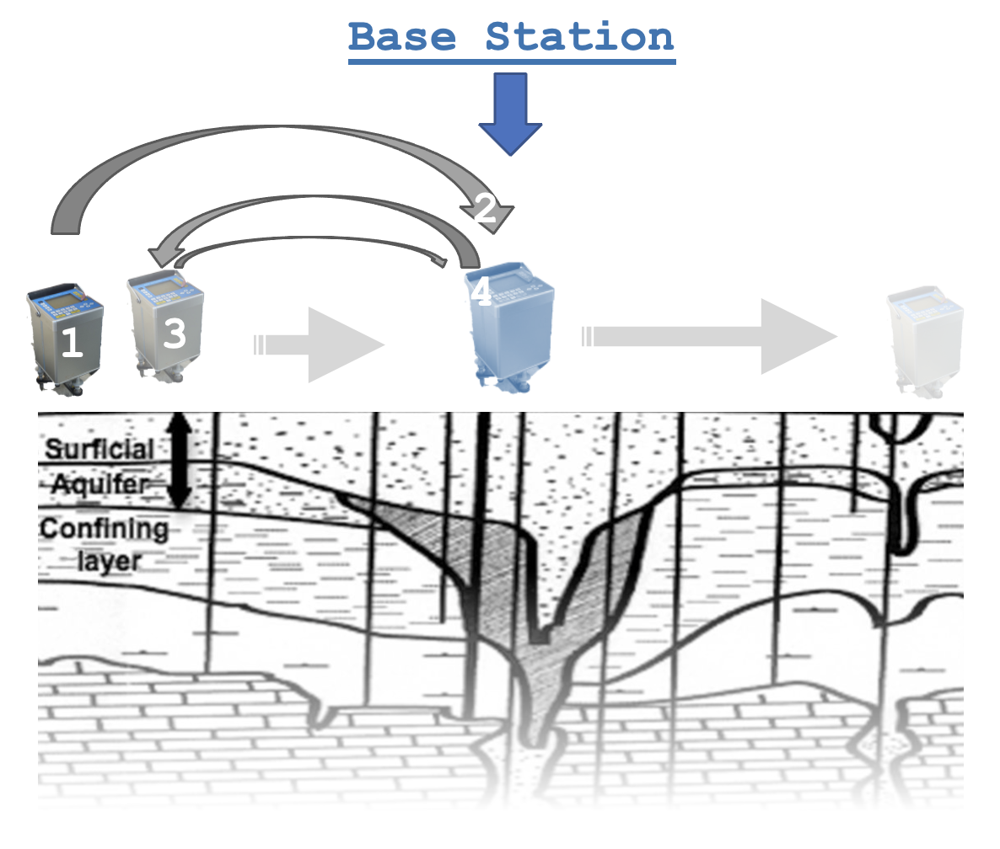 Base Station
2
4
1
3
Surficial
Aquifer
Confining
layer